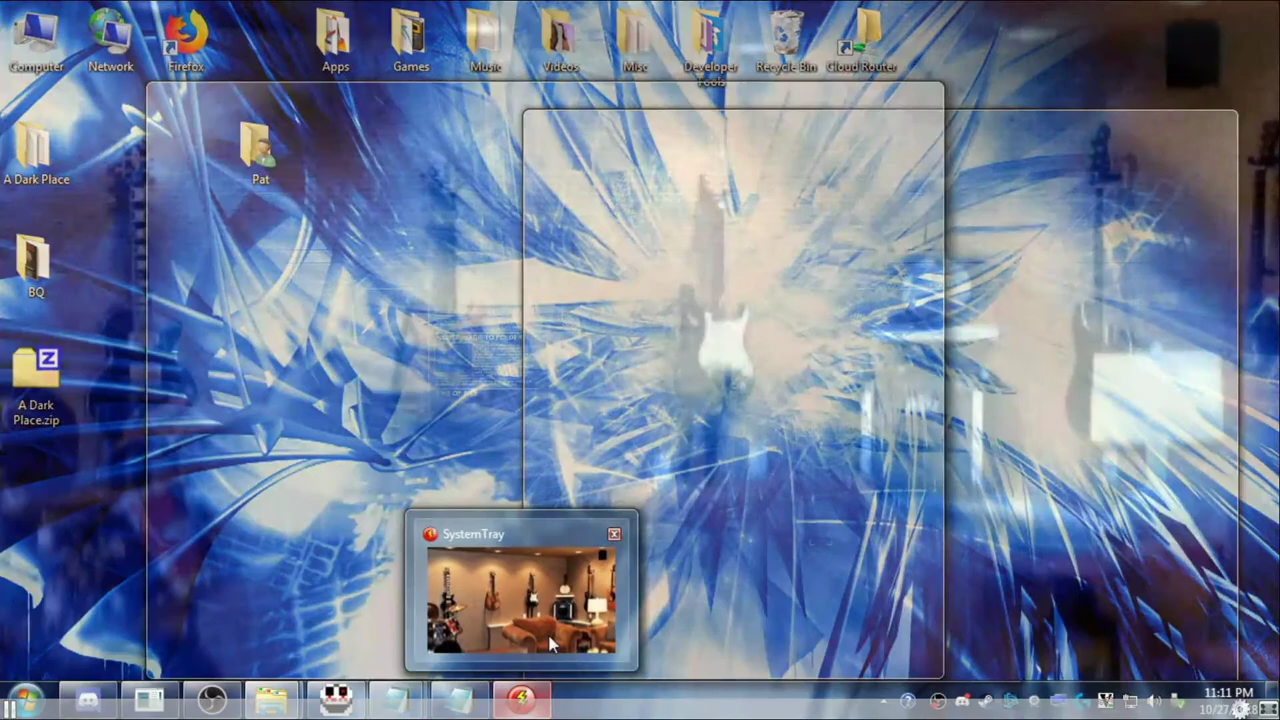 Computer
Network
Firefox
Apps
Games
Music
Videos
Misc
Developer
Tools
Recycle Bin
Cloud Router
A Dark Place
Pat
BQ
A Dark
Place.zip
SystemTray
11:11 PM